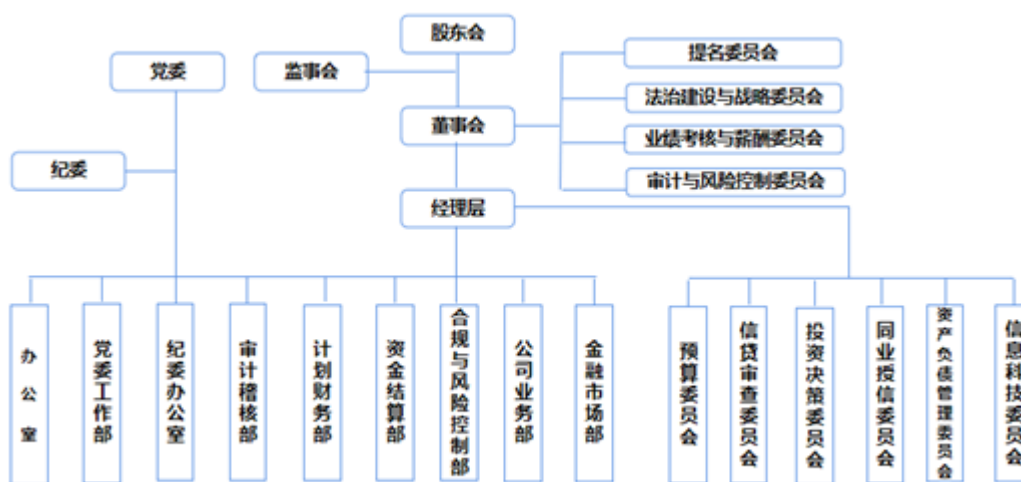 股东会
党委
监事会
提名委员会
法治建设与战略委员会
董事会
业绩考核与薪酬委员会
纪委
审计与风险控制委员会
经理层
办公室
党委工作部
纪委办公室
审计稽核部
计划财务部
资金结算部
合规与风险控制部
公司业务部
金融市场部
预算委员会
信贷审查委员会
投资决策委员会
同业授信委员会
资产负债管理委员会
信息科技委员会